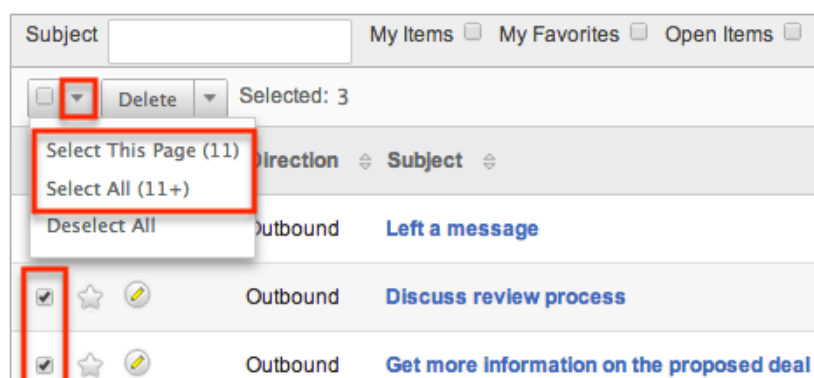 Subject My Items My Favorites Open Items
Delete Selected: 3
Select This Page (11)
Direction Subject
Select All (11+)
Deselect All
Outbound Left a message
Outbound Discuss review process
Outbound Get more information on the proposed deal